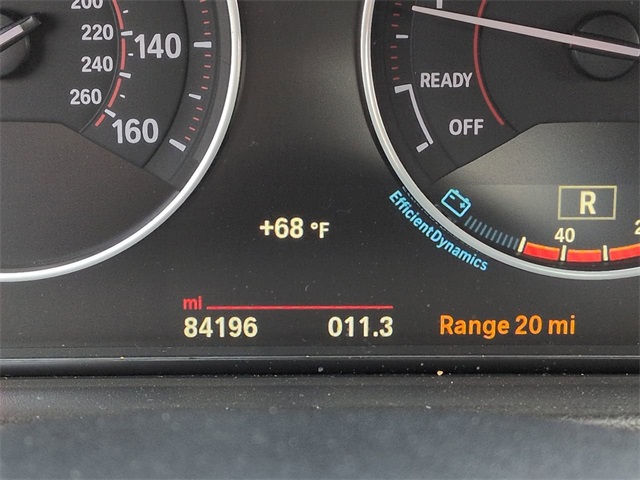 200
220
240
260
140
160
READY
OFF
R
EfficientDynamics
40
+68 °F
mi
84196 011.3
Range 20 mi